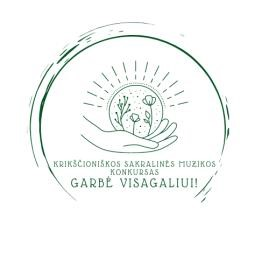 KRIKŠČIONIŠKOS SAKRALINĖS MUZIKOS
KONKURSAS
GARBĖ VISAGALIUI!